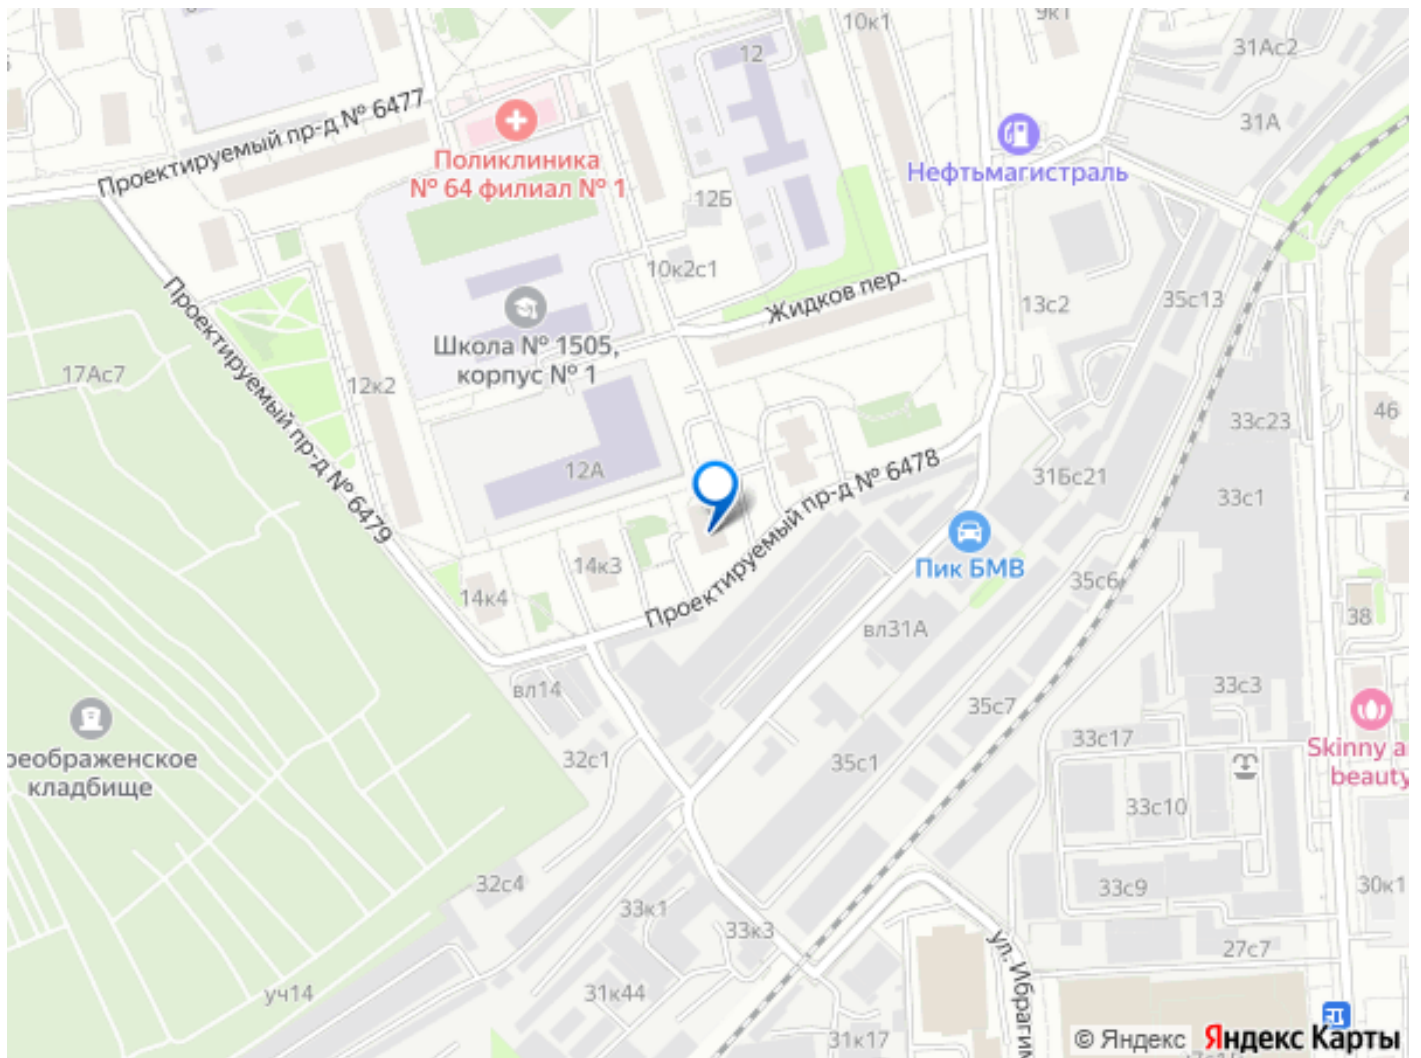 10к1
9к1
31Ас2
12
Проектируемый пр-д № 6477
31А
Поликлиника
№ 64 филиал № 1
Нефтьмагистраль
12Б
10к2с1
Жидков пер.
13с2
35с13
Школа № 1505,
корпус № 1
17Ас7
12к2
Проектируемый пр-д № 6479
46
33с23
12А
Проектируемый пр-д № 6478
31Бс21
33с1
Пик БМВ
14к3
14к4
35с6
38
вл31А
вл14
33с3
35с7
реображенское
кладбище
32с1
35с1
33с17
Skinny a
beauty
33с10
32с4
33к1
33с9
30к1
33к3
ул. Ибрагим
27с7
уч14
31к44
31к17
© Яндекс Яндекс Карты